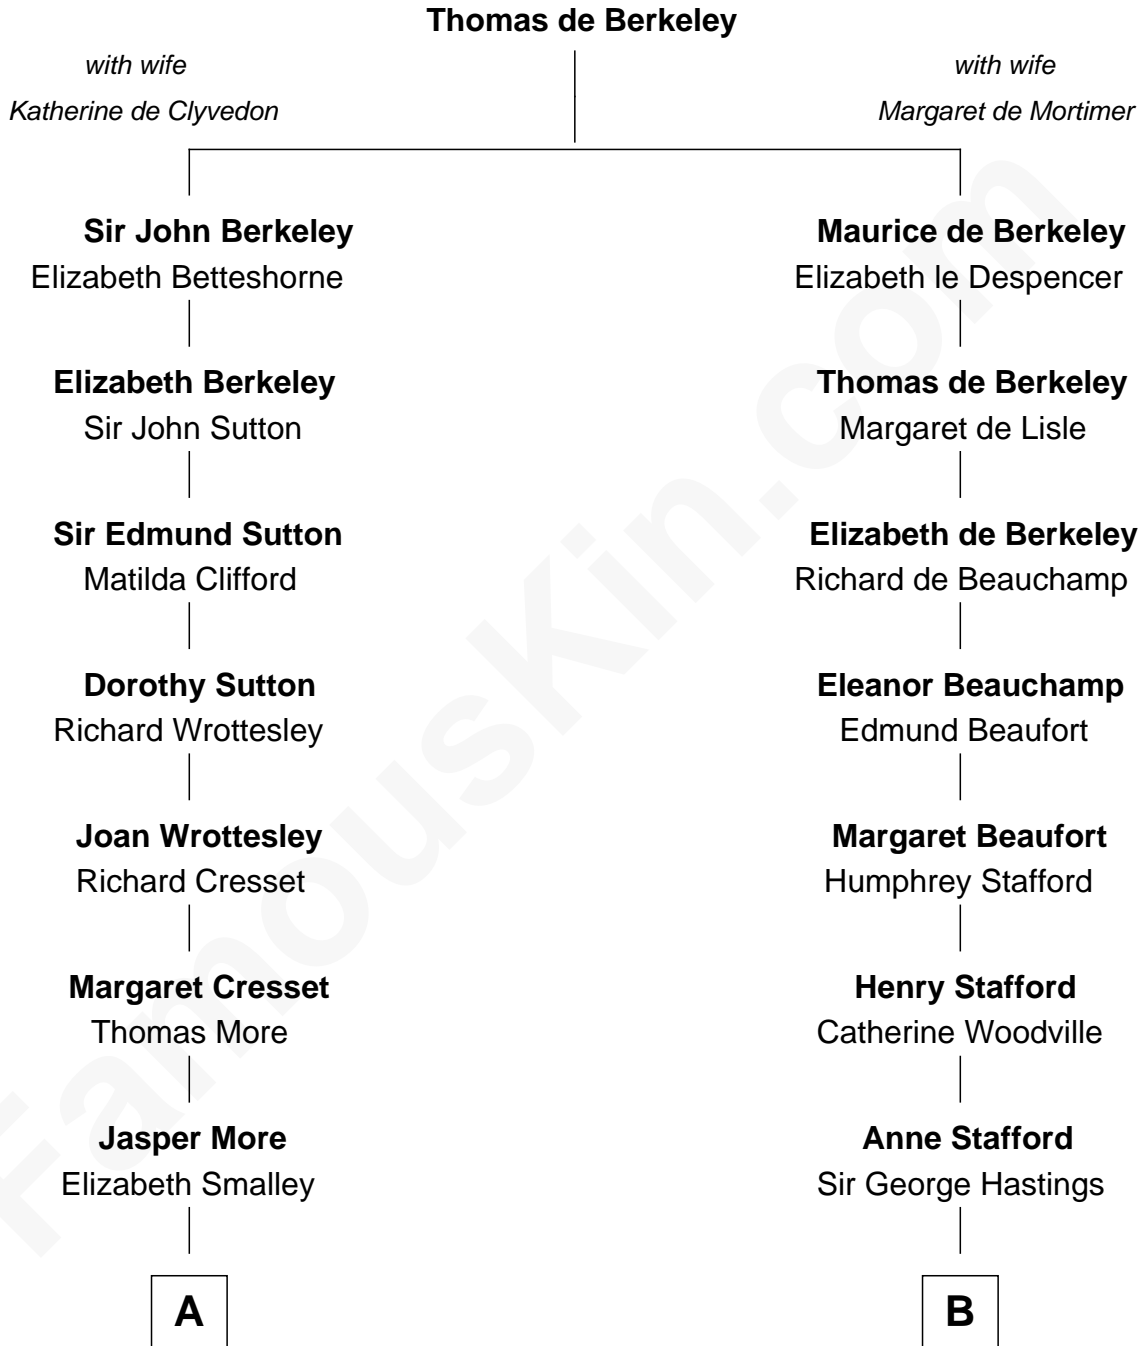 Thomas de Berkeley
with wife
Katherine de Clyvedon
with wife
Margaret de Mortimer
Sir John Berkeley
Elizabeth Betteshorne
Maurice de Berkeley
Elizabeth le Despencer
Elizabeth Berkeley
Sir John Sutton
Thomas de Berkeley
Margaret de Lisle
Sir Edmund Sutton
Matilda Clifford
Elizabeth de Berkeley
Richard de Beauchamp
Dorothy Sutton
Richard Wrottesley
Eleanor Beauchamp
Edmund Beaufort
Joan Wrottesley
Richard Cresset
Margaret Beaufort
Humphrey Stafford
Margaret Cresset
Thomas More
Henry Stafford
Catherine Woodville
Jasper More
Elizabeth Smalley
Anne Stafford
Sir George Hastings
A
B
FamousKin.com